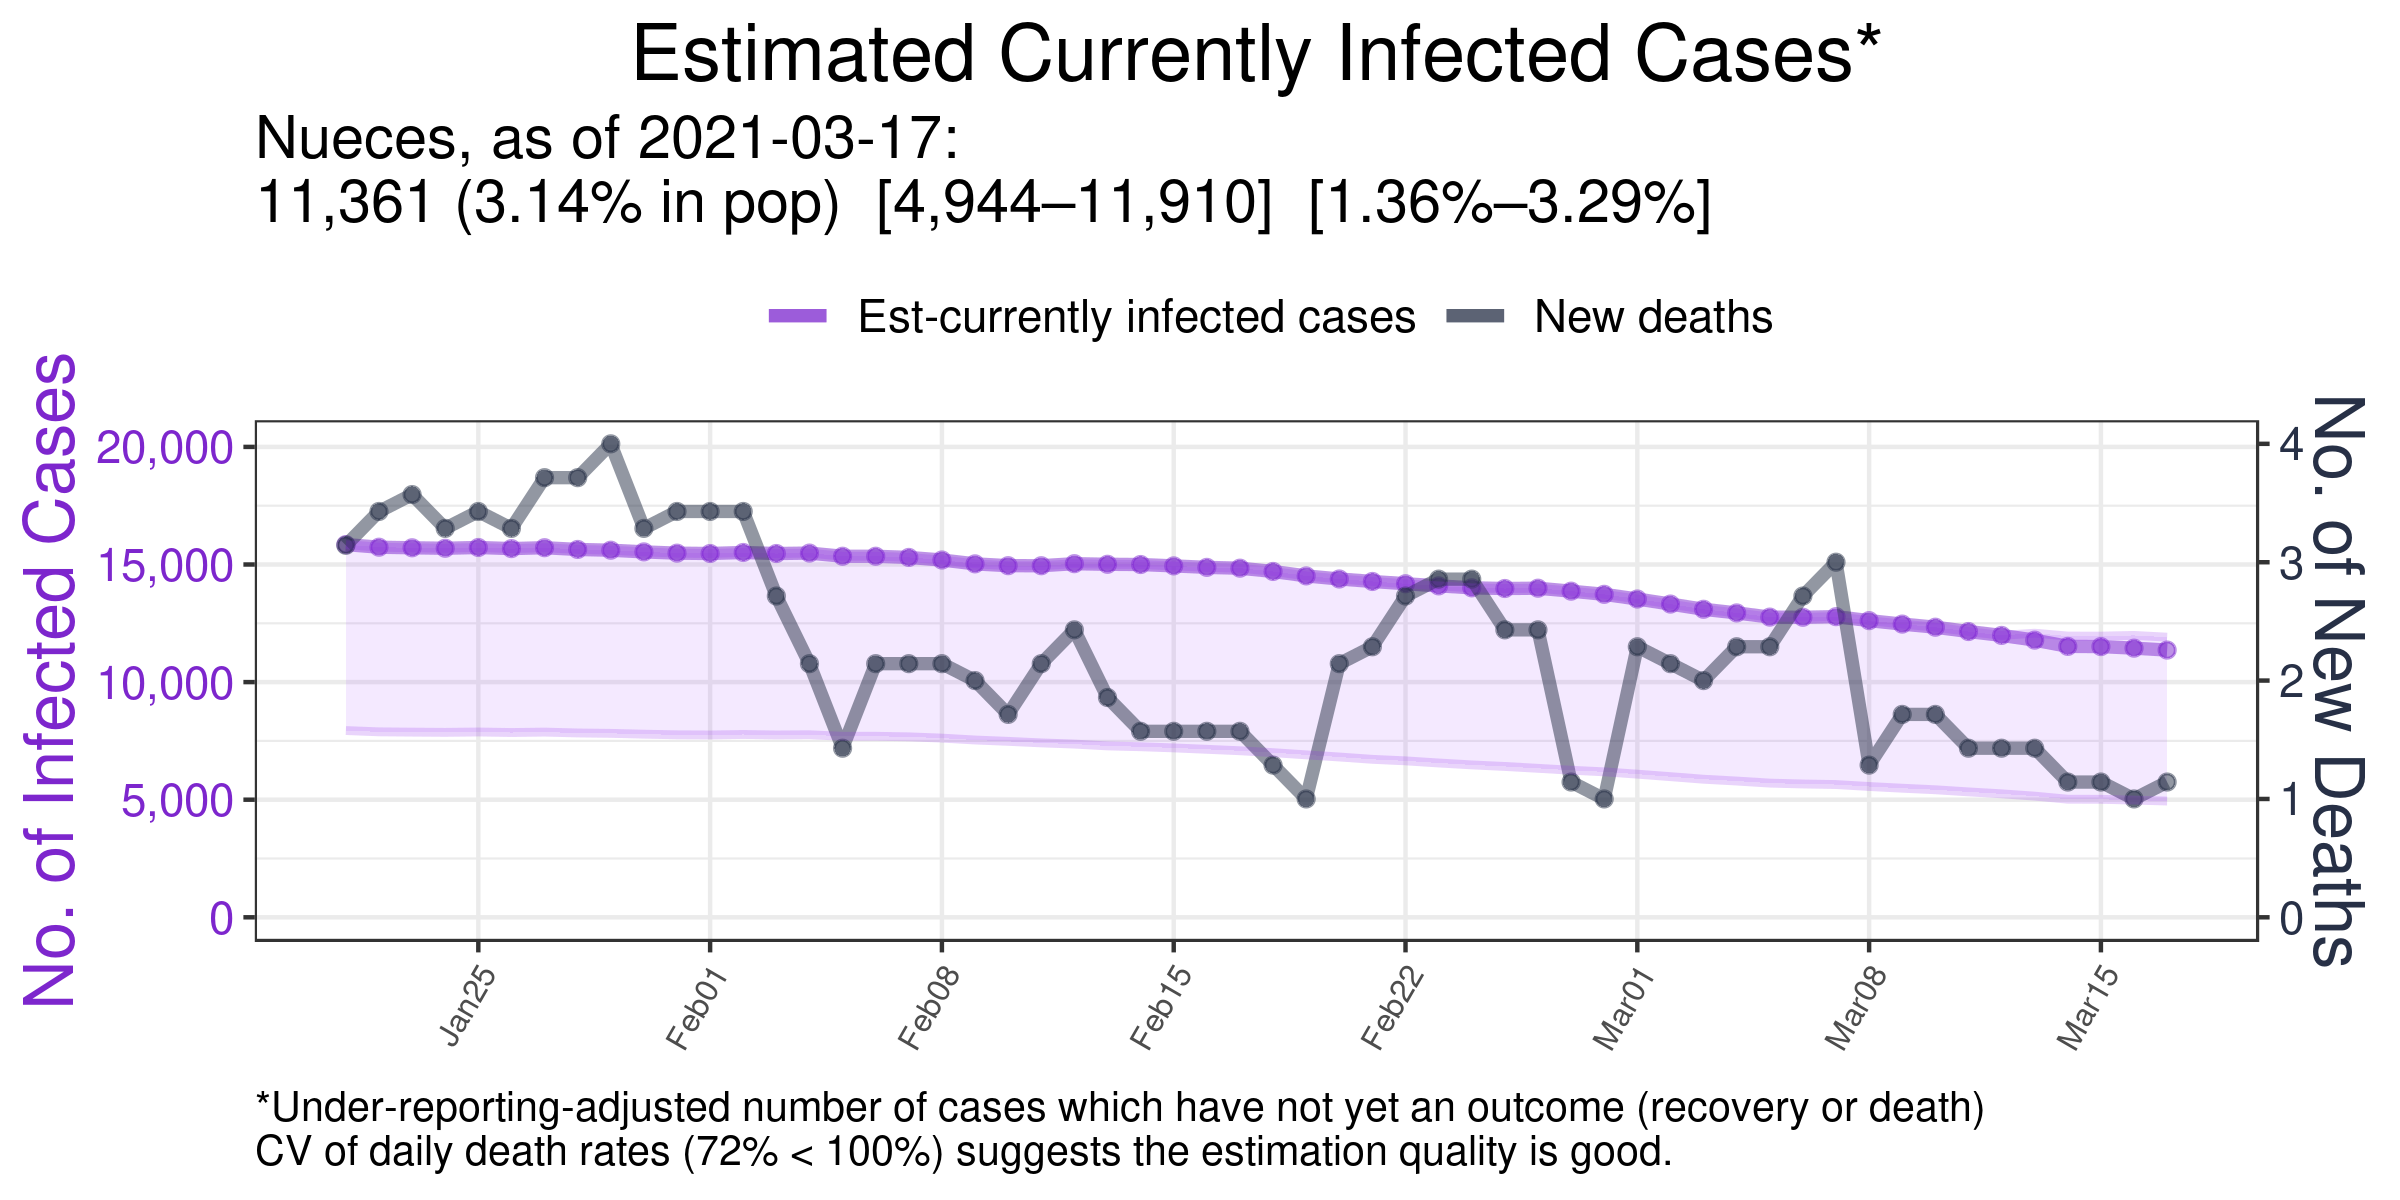 Estimated Currently Infected Cases*
Nueces, as of 2021-03-17:
11,361 (3.14% in pop)  [4,944–11,910]  [1.36%–3.29%]
Est-currently infected cases
New deaths
No. of Infected Cases
20,000
15,000
10,000
5,000
0
4
3
2
1
0
No. of New Deaths
Jan25
Feb01
Feb08
Feb15
Feb22
Mar01
Mar08
Mar15
*Under-reporting-adjusted number of cases which have not yet an outcome (recovery or death)
CV of daily death rates (72% < 100%) suggests the estimation quality is good.